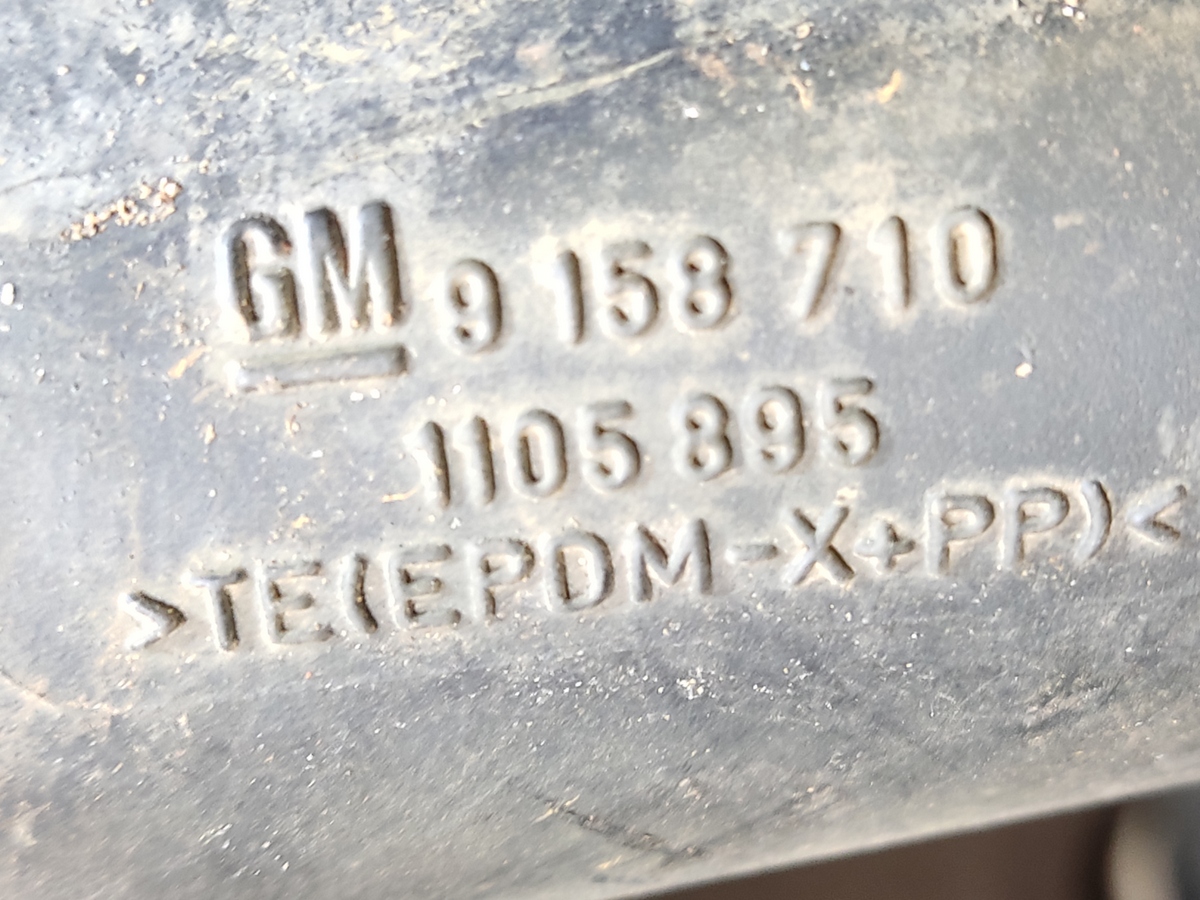 GM 9 158 710
1105 895
>TE(EPDM-X+PP)<